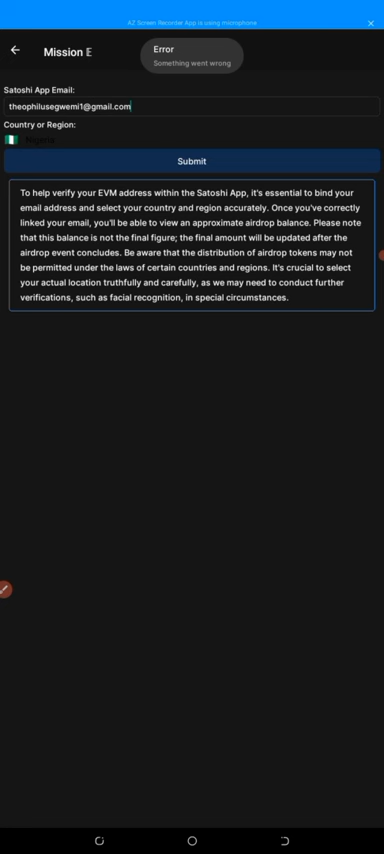 AZ Screen Recorder App is using microphone
Mission E
Error
Something went wrong
Satoshi App Email:
theophilusegwemi1@gmail.com
Country or Region:
Nigeria
Submit
To help verify your EVM address within the Satoshi App, it's essential to bind your
email address and select your country and region accurately. Once you've correctly
linked your email, you'll be able to view an approximate airdrop balance. Please note
that this balance is not the final figure; the final amount will be updated after the
airdrop event concludes. Be aware that the distribution of airdrop tokens may not
be permitted under the laws of certain countries and regions. It's crucial to select
your actual location truthfully and carefully, as we may need to conduct further
verifications, such as facial recognition, in special circumstances.